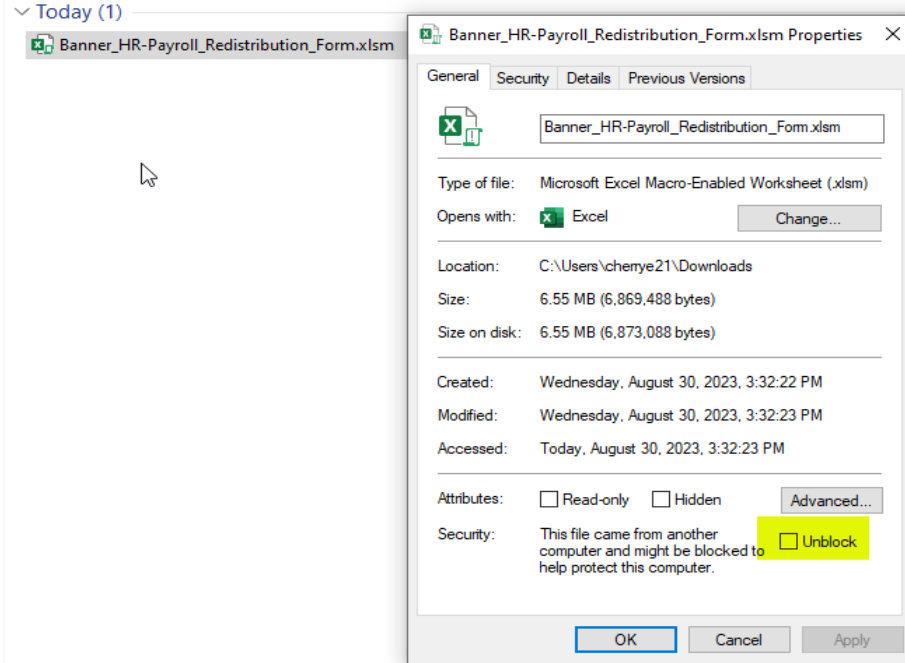 Today (1)
Banner_HR-Payroll_Redistribution_Form.xlsm
Banner_HR-Payroll_Redistribution_Form.xlsm Properties
General Security Details Previous Versions
Banner_HR-Payroll_Redistribution_Form.xlsm
Type of file: Microsoft Excel Macro-Enabled Worksheet (.xlsm)
Opens with: Excel Change...
Location: C:\Users\cherrye21\Downloads
Size: 6.55 MB (6,869,488 bytes)
Size on disk: 6.55 MB (6,873,088 bytes)
Created: Wednesday, August 30, 2023, 3:32:22 PM
Modified: Wednesday, August 30, 2023, 3:32:23 PM
Accessed: Today, August 30, 2023, 3:32:23 PM
Attributes: Read-only Hidden Advanced...
Security: This file came from another
computer and might be blocked to
help protect this computer.
Unblock
OK Cancel Apply